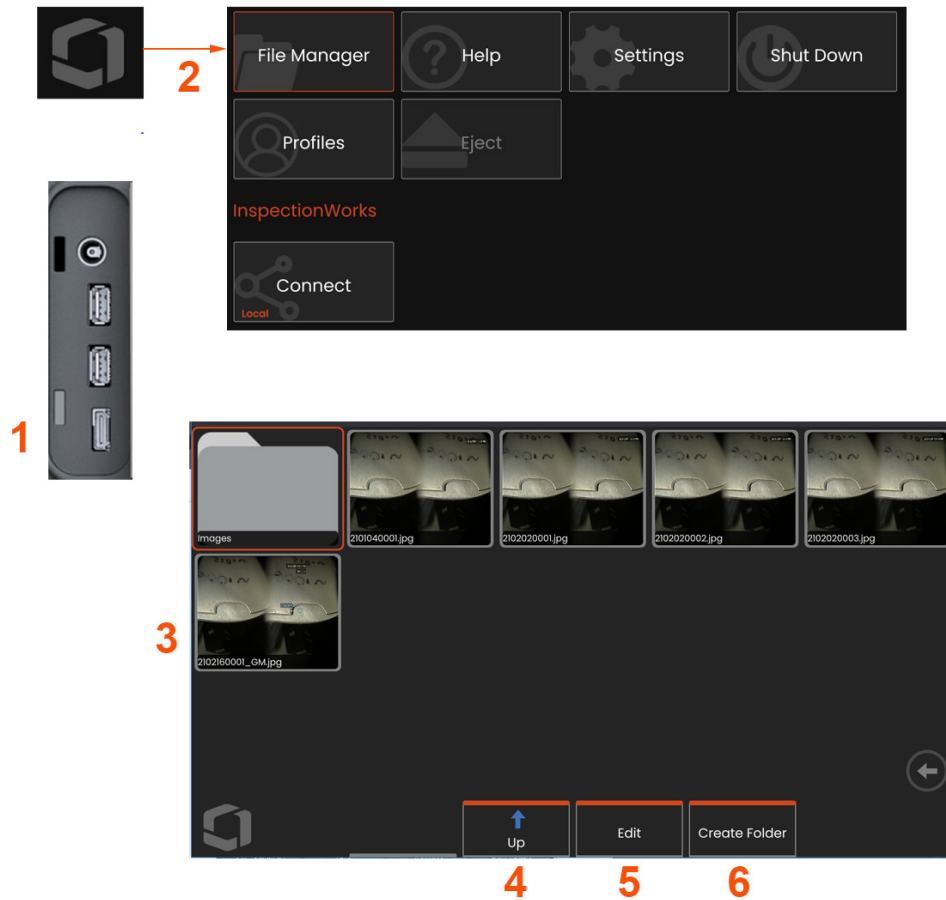 2
File Manager
Help
Settings
Shut Down
Profiles
Eject
InspectionWorks
Connect
Local
1
Images
2101040001.jpg
2102020001.jpg
2102020002.jpg
2102020003.jpg
3
2102160001_GM.jpg
Up
Edit
Create Folder
4
5
6